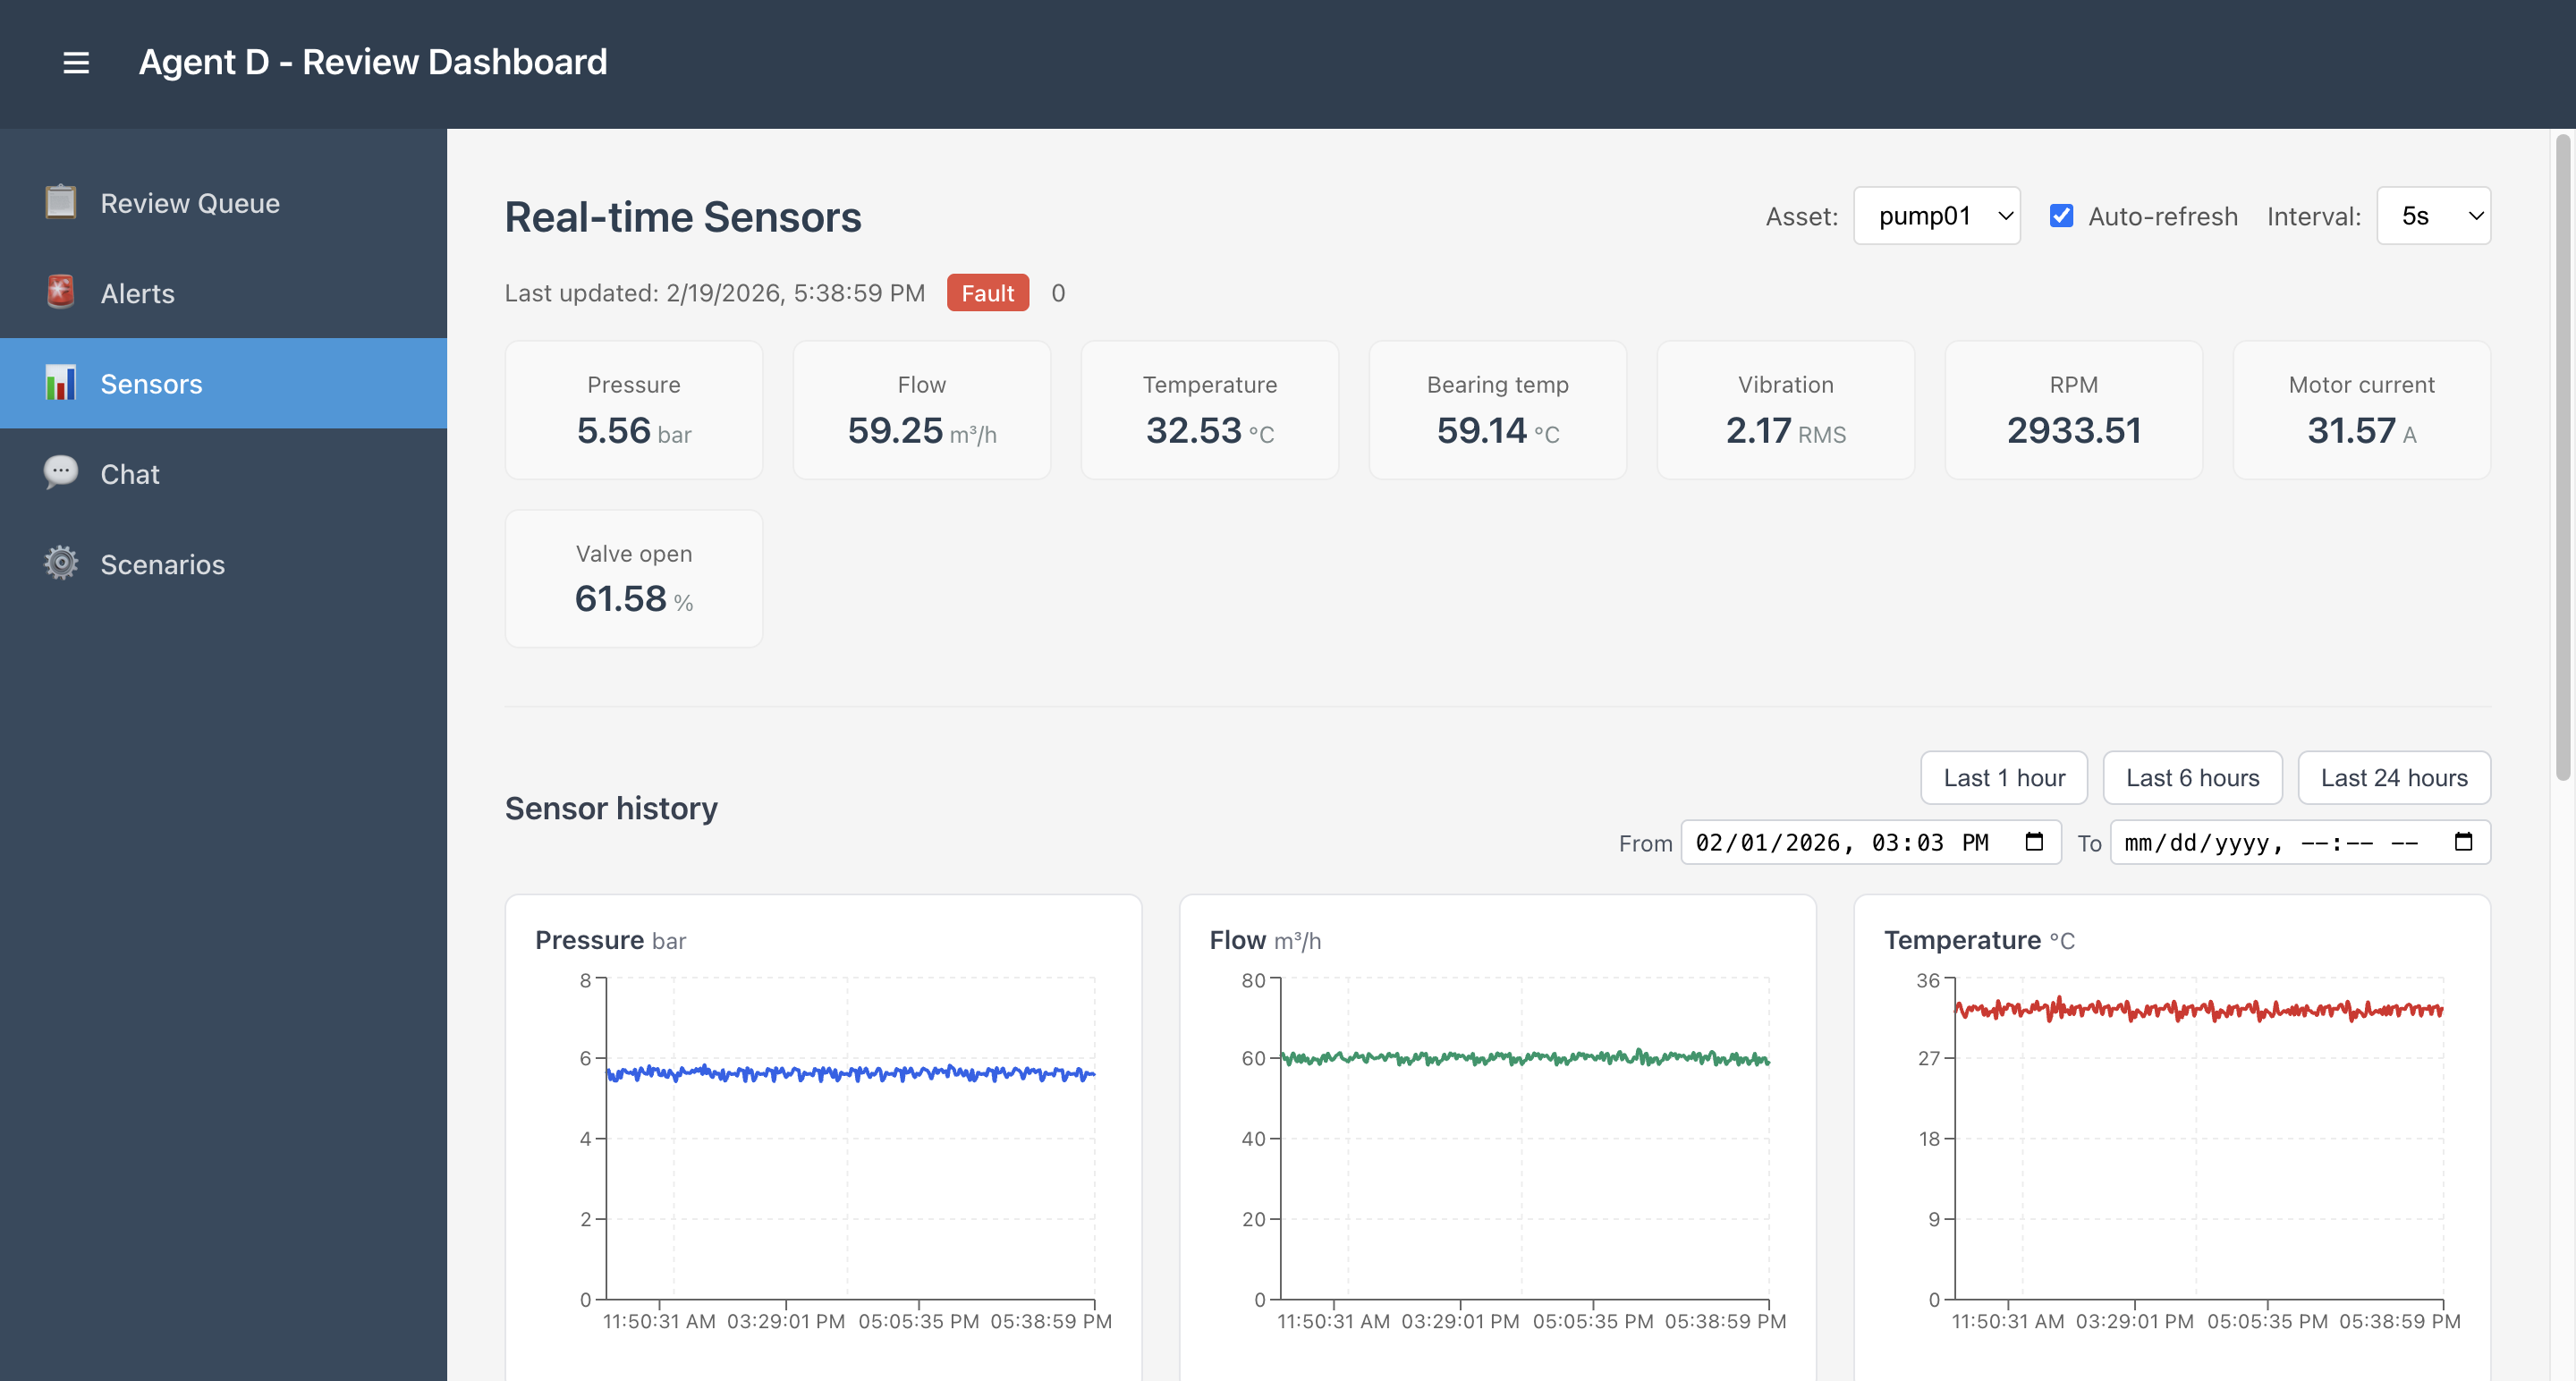 Agent D - Review Dashboard
Review Queue
Alerts
Sensors
Chat
Scenarios
Real-time Sensors
Asset: pump01 Auto-refresh Interval: 5s
Last updated: 2/19/2026, 5:38:59 PM Fault 0
Pressure
5.56 bar
Flow
59.25 m³/h
Temperature
32.53 °C
Bearing temp
59.14 °C
Vibration
2.17 RMS
RPM
2933.51
Motor current
31.57 A
Valve open
61.58 %
Sensor history
Last 1 hour Last 6 hours Last 24 hours
From 02/01/2026, 03:03 PM To mm/dd/yyyy, --:-- --
Pressure bar
8
6
4
2
0
11:50:31 AM 03:29:01 PM 05:05:35 PM 05:38:59 PM
Flow m³/h
80
60
40
20
0
11:50:31 AM 03:29:01 PM 05:05:35 PM 05:38:59 PM
Temperature °C
36
27
18
9
0
11:50:31 AM 03:29:01 PM 05:05:35 PM 05:38:59 PM